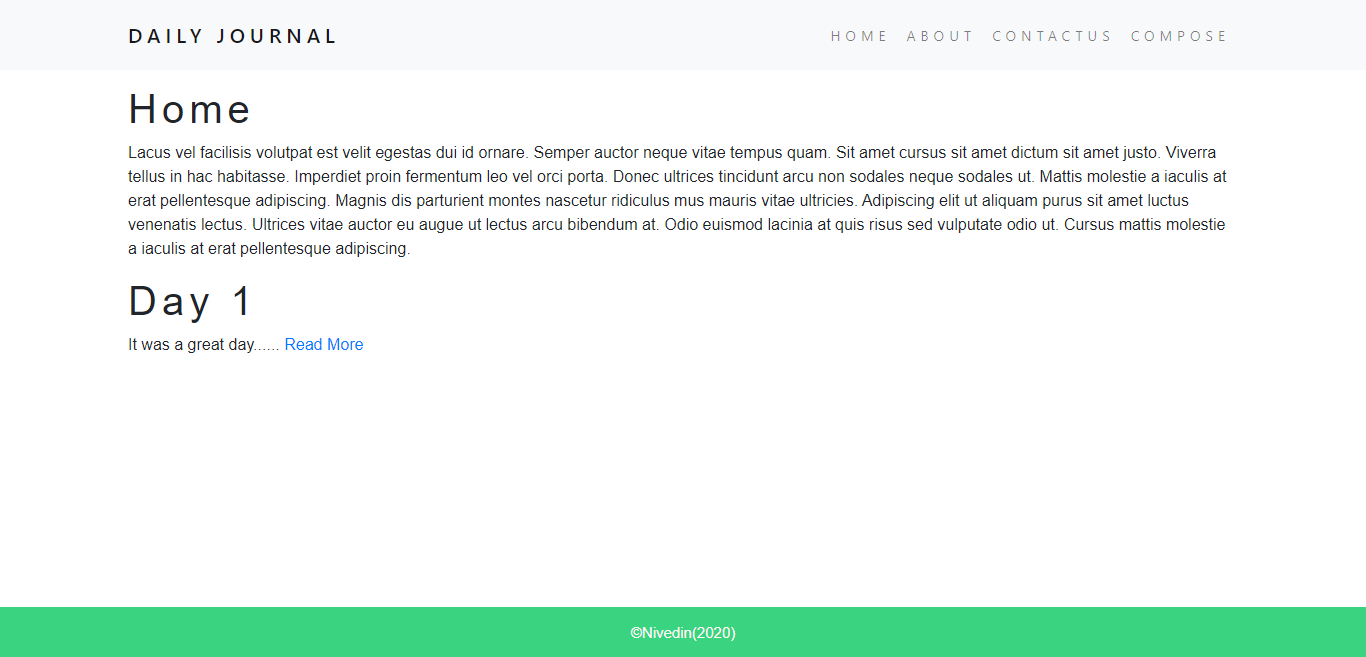 DAILY JOURNAL
HOME ABOUT CONTACTUS COMPOSE
Home
Lacus vel facilisis volutpat est velit egestas dui id ornare. Semper auctor neque vitae tempus quam. Sit amet cursus sit amet dictum sit amet justo. Viverra
tellus in hac habitasse. Imperdiet proin fermentum leo vel orci porta. Donec ultrices tincidunt arcu non sodales neque sodales ut. Mattis molestie a iaculis at
erat pellentesque adipiscing. Magnis dis parturient montes nascetur ridiculus mus mauris vitae ultricies. Adipiscing elit ut aliquam purus sit amet luctus
venenatis lectus. Ultrices vitae auctor eu augue ut lectus arcu bibendum at. Odio euismod lacinia at quis risus sed vulputate odio ut. Cursus mattis molestie
a iaculis at erat pellentesque adipiscing.
Day 1
It was a great day...... Read More
©Nivedin(2020)